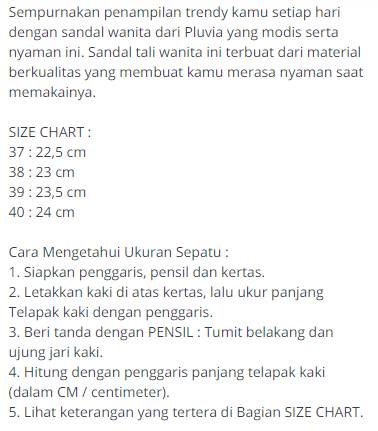 Sempurnakan penampilan trendy kamu setiap hari
dengan sandal wanita dari Pluvia yang modis serta
nyaman ini. Sandal tali wanita ini terbuat dari material
berkualitas yang membuat kamu merasa nyaman saat
memakainya.
SIZE CHART :
37 : 22,5 cm
38 : 23 cm
39 : 23,5 cm
40 : 24 cm
Cara Mengetahui Ukuran Sepatu :
1. Siapkan penggaris, pensil dan kertas.
2. Letakkan kaki di atas kertas, lalu ukur panjang
Telapak kaki dengan penggaris.
3. Beri tanda dengan PENSIL : Tumit belakang dan
ujung jari kaki.
4. Hitung dengan penggaris panjang telapak kaki
(dalam CM / centimeter).
5. Lihat keterangan yang tertera di Bagian SIZE CHART.